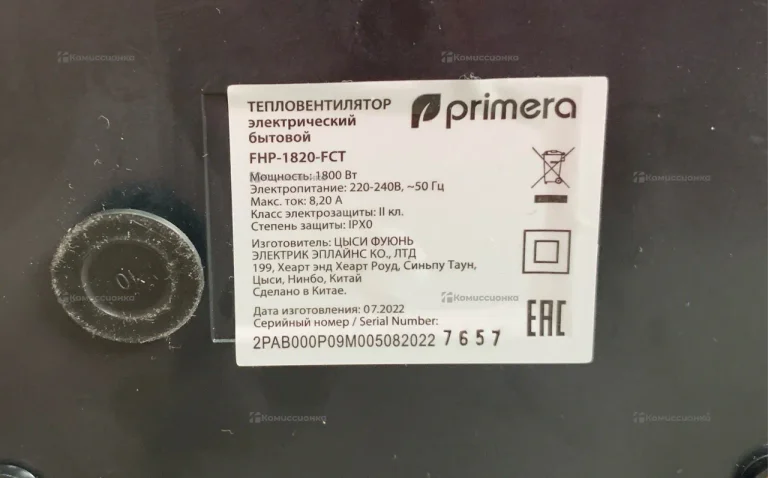 Комиссионка
Комиссионка
Комиссионка
ТЕПЛОВЕНТИЛЯТОР
электрический
бытовой
primera
FHP-1820-FCT
Мощность: 1800 Вт
Комиссионка
Комиссионка
Электропитание: 220-240В, ~50 Гц
Макс. ток: 8,20 А
Класс электрозащиты: II кл.
Степень защиты: IPX0
Изготовитель: ЦЫСИ ФУЮНЬ
ЭЛЕКТРИК ЭПЛАЙНС КО., ЛТД
199, Хеарт энд Хеарт Роуд, Синьпу Таун,
Цыси, Нинбо, Китай
Сделано в Китае.
Комиссионка
Комиссионка
Дата изготовления: 07.2022
Серийный номер / Serial Number:
2PAB000P09M005082022 7657
EAC
Комиссионка
Комиссионка